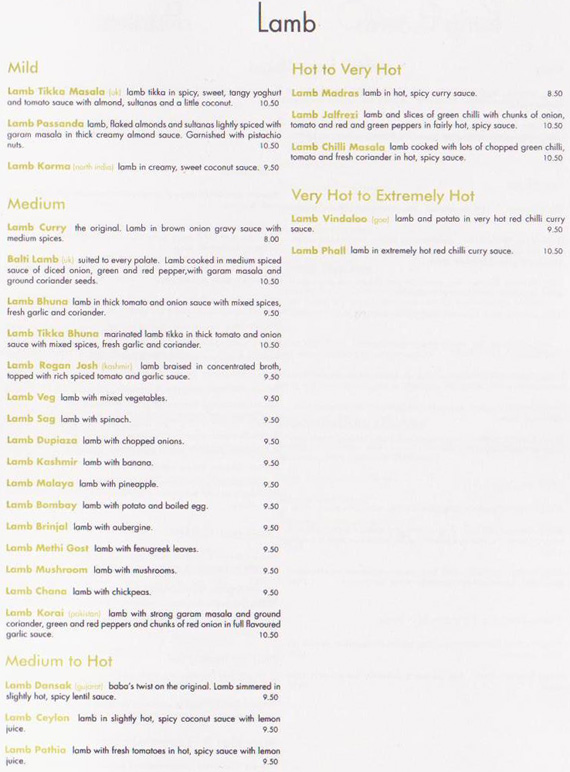 Lamb
Mild
Lamb Tikka Masala (uk) lamb tikka in spicy, sweet, tangy yoghurt
and tomato sauce with almond, sultanas and a little coconut. 10.50
Lamb Passanda lamb, flaked almonds and sultanas lightly spiced with
garam masala in thick creamy almond sauce. Garnished with pistachio
nuts. 10.50
Lamb Korma (north india) lamb in creamy, sweet coconut sauce. 9.50
Medium
Lamb Curry the original. Lamb in brown onion gravy sauce with
medium spices. 8.00
Balti Lamb (uk) suited to every palate. Lamb cooked in medium spiced
sauce of diced onion, green and red pepper,with garam masala and
ground coriander seeds. 10.50
Lamb Bhuna lamb in thick tomato and onion sauce with mixed spices,
fresh garlic and coriander. 9.50
Lamb Tikka Bhuna marinated lamb tikka in thick tomato and onion
sauce with mixed spices, fresh garlic and coriander. 10.50
Lamb Rogan Josh (kashmir) lamb braised in concentrated broth,
topped with rich spiced tomato and garlic sauce. 9.50
Lamb Veg lamb with mixed vegetables. 9.50
Lamb Sag lamb with spinach. 9.50
Lamb Dupiaza lamb with chopped onions. 9.50
Lamb Kashmir lamb with banana. 9.50
Lamb Malaya lamb with pineapple. 9.50
Lamb Bombay lamb with potato and boiled egg. 9.50
Lamb Brinjal lamb with aubergine. 9.50
Lamb Methi Gost lamb with fenugreek leaves. 9.50
Lamb Mushroom lamb with mushrooms. 9.50
Lamb Chana lamb with chickpeas. 9.50
Lamb Korai (pakistan) lamb with strong garam masala and ground
coriander, green and red peppers and chunks of red onion in full flavoured
garlic sauce. 10.50
Medium to Hot
Lamb Dansak (gujarat) baba's twist on the original. Lamb simmered in
slightly hot, spicy lentil sauce. 9.50
Lamb Ceylon lamb in slightly hot, spicy coconut sauce with lemon
juice. 9.50
Lamb Pathia lamb with fresh tomatoes in hot, spicy sauce with lemon
juice. 9.50
Hot to Very Hot
Lamb Madras lamb in hot, spicy curry sauce. 8.50
Lamb Jalfrezi lamb and slices of green chilli with chunks of onion,
tomato and red and green peppers in fairly hot, spicy sauce. 10.50
Lamb Chilli Masala lamb cooked with lots of chopped green chilli,
tomato and fresh coriander in hot, spicy sauce. 10.50
Very Hot to Extremely Hot
Lamb Vindaloo (goa) lamb and potato in very hot red chilli curry
sauce. 9.50
Lamb Phall lamb in extremely hot red chilli curry sauce. 10.50